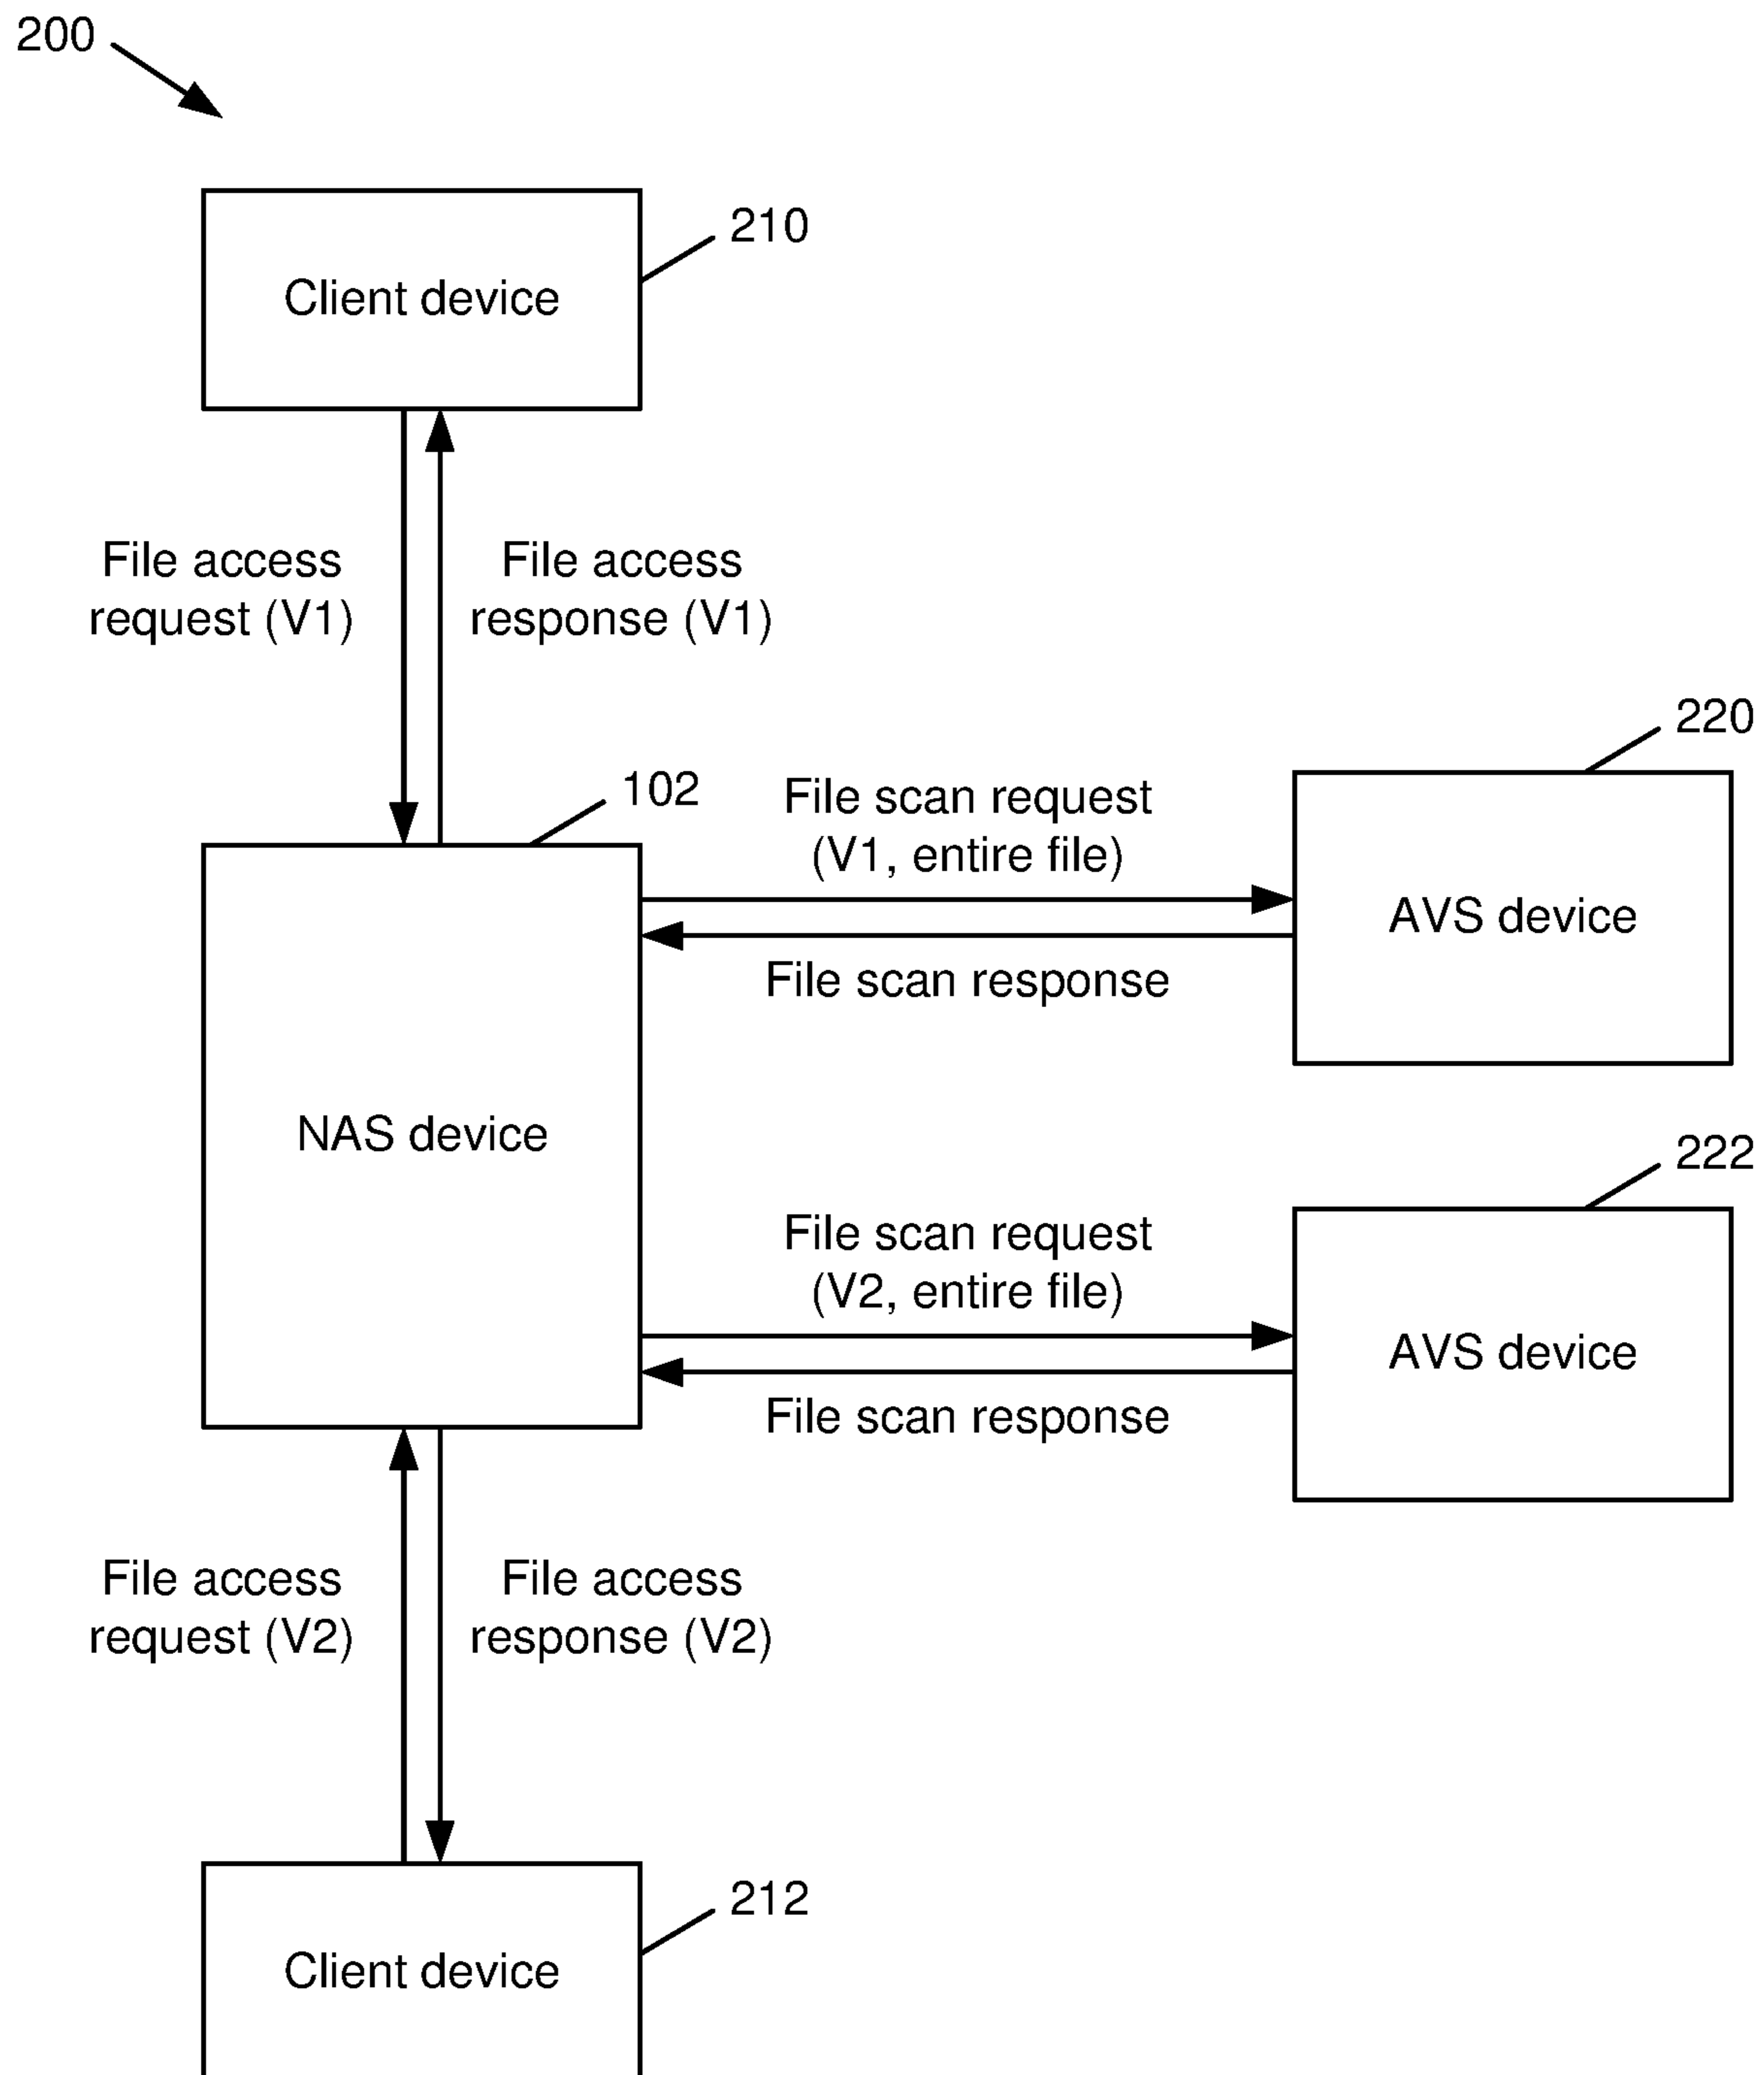 200
210
Client device
File access
request (V1)
File access
response (V1)
220
102
File scan request
(V1, entire file)
AVS device
File scan response
NAS device
222
File scan request
(V2, entire file)
AVS device
File scan response
File access
request (V2)
File access
response (V2)
212
Client device